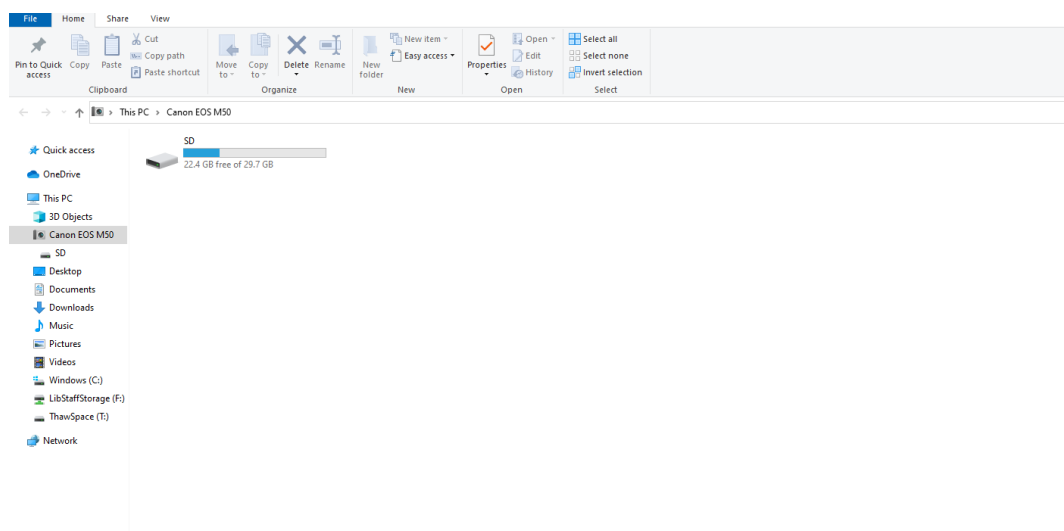 File Home Share View
Pin to Quick access
Copy
Paste
Cut
Copy path
Paste shortcut
Clipboard
Move to
Copy to
Delete
Rename
Organize
New folder
New item
Easy access
New
Properties
Open
Edit
History
Open
Select all
Select none
Invert selection
Select
This PC > Canon EOS M50
Quick access
OneDrive
This PC
3D Objects
Canon EOS M50
SD
Desktop
Documents
Downloads
Music
Pictures
Videos
Windows (C:)
LibStaffStorage (F:)
ThawSpace (T:)
Network
SD
22.4 GB free of 29.7 GB